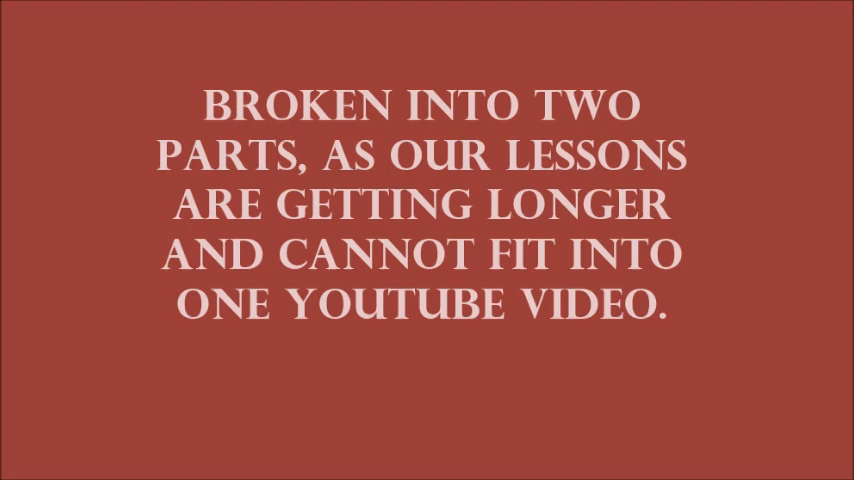 BROKEN INTO TWO
PARTS, AS OUR LESSONS
ARE GETTING LONGER
AND CANNOT FIT INTO
ONE YOUTUBE VIDEO.